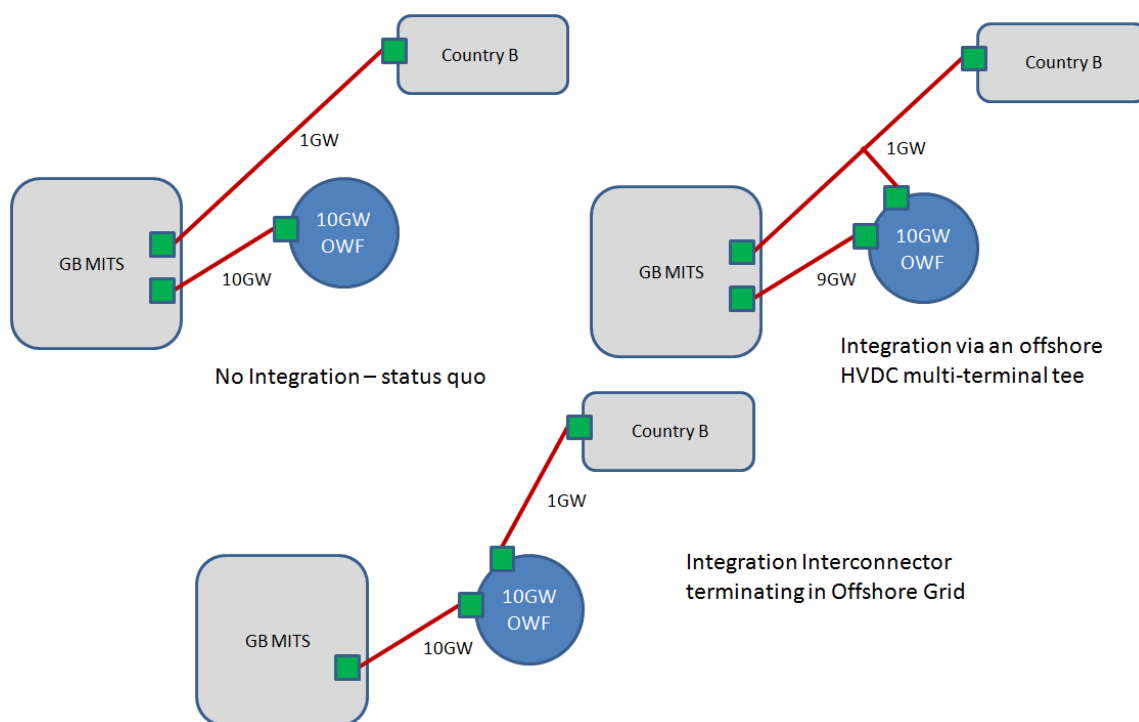 Country B
1GW
GB MITS
10GW
OWF
10GW
No Integration – status quo
Country B
1GW
GB MITS
10GW
OWF
9GW
Integration via an offshore
HVDC multi-terminal tee
Country B
1GW
GB MITS
10GW
OWF
10GW
Integration Interconnector
terminating in Offshore Grid